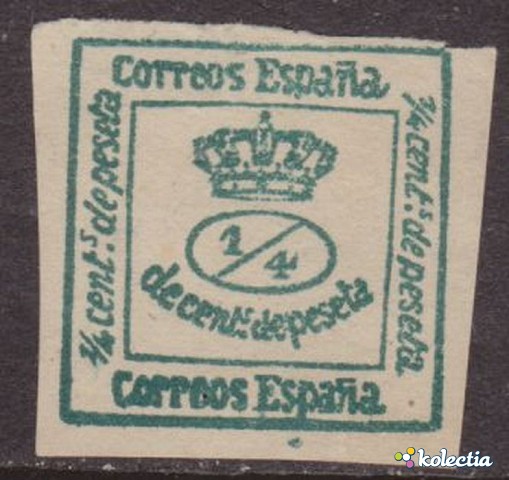 Correos España
1/4 cent.s de peseta
1/4 cent.s de peseta
1/4
de cent.s de peseta
Correos España
kolectia